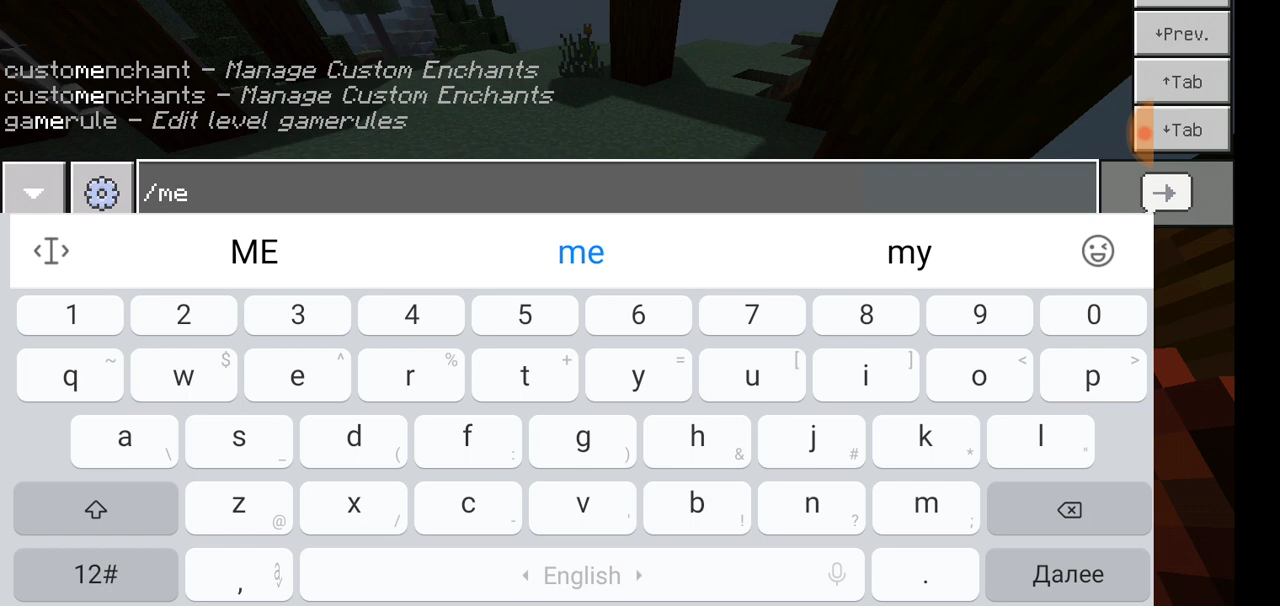 ↓Prev.
customenchant – Manage Custom Enchants
↑Tab
customenchants – Manage Custom Enchants
gamerule – Edit level gamerules
↓Tab
/me
ME me my
1 2 3 4 5 6 7 8 9 0
q ~ w $ e ^ r % t + y = u [ i ] o < p >
a \ s _ d ( f : g ) h & j # k * l "
z @ x / c - v ' b ! n ? m ;
12# , English . Далее